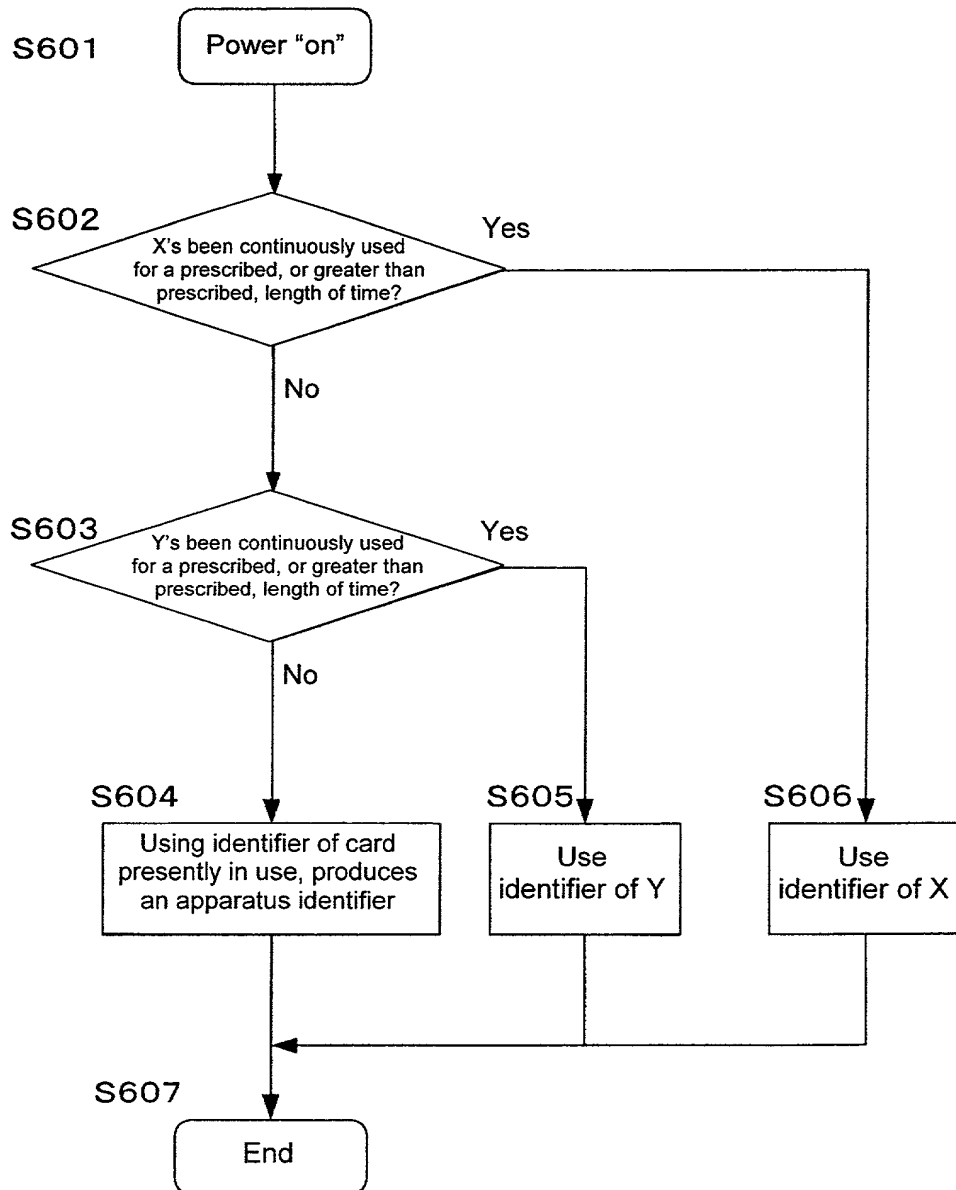 S601
Power “on”
S602
X's been continuously used
for a prescribed, or greater than
prescribed, length of time?
Yes
No
S603
Y's been continuously used
for a prescribed, or greater than
prescribed, length of time?
Yes
No
S604
Using identifier of card
presently in use, produces
an apparatus identifier
S605
Use
identifier of Y
S606
Use
identifier of X
S607
End